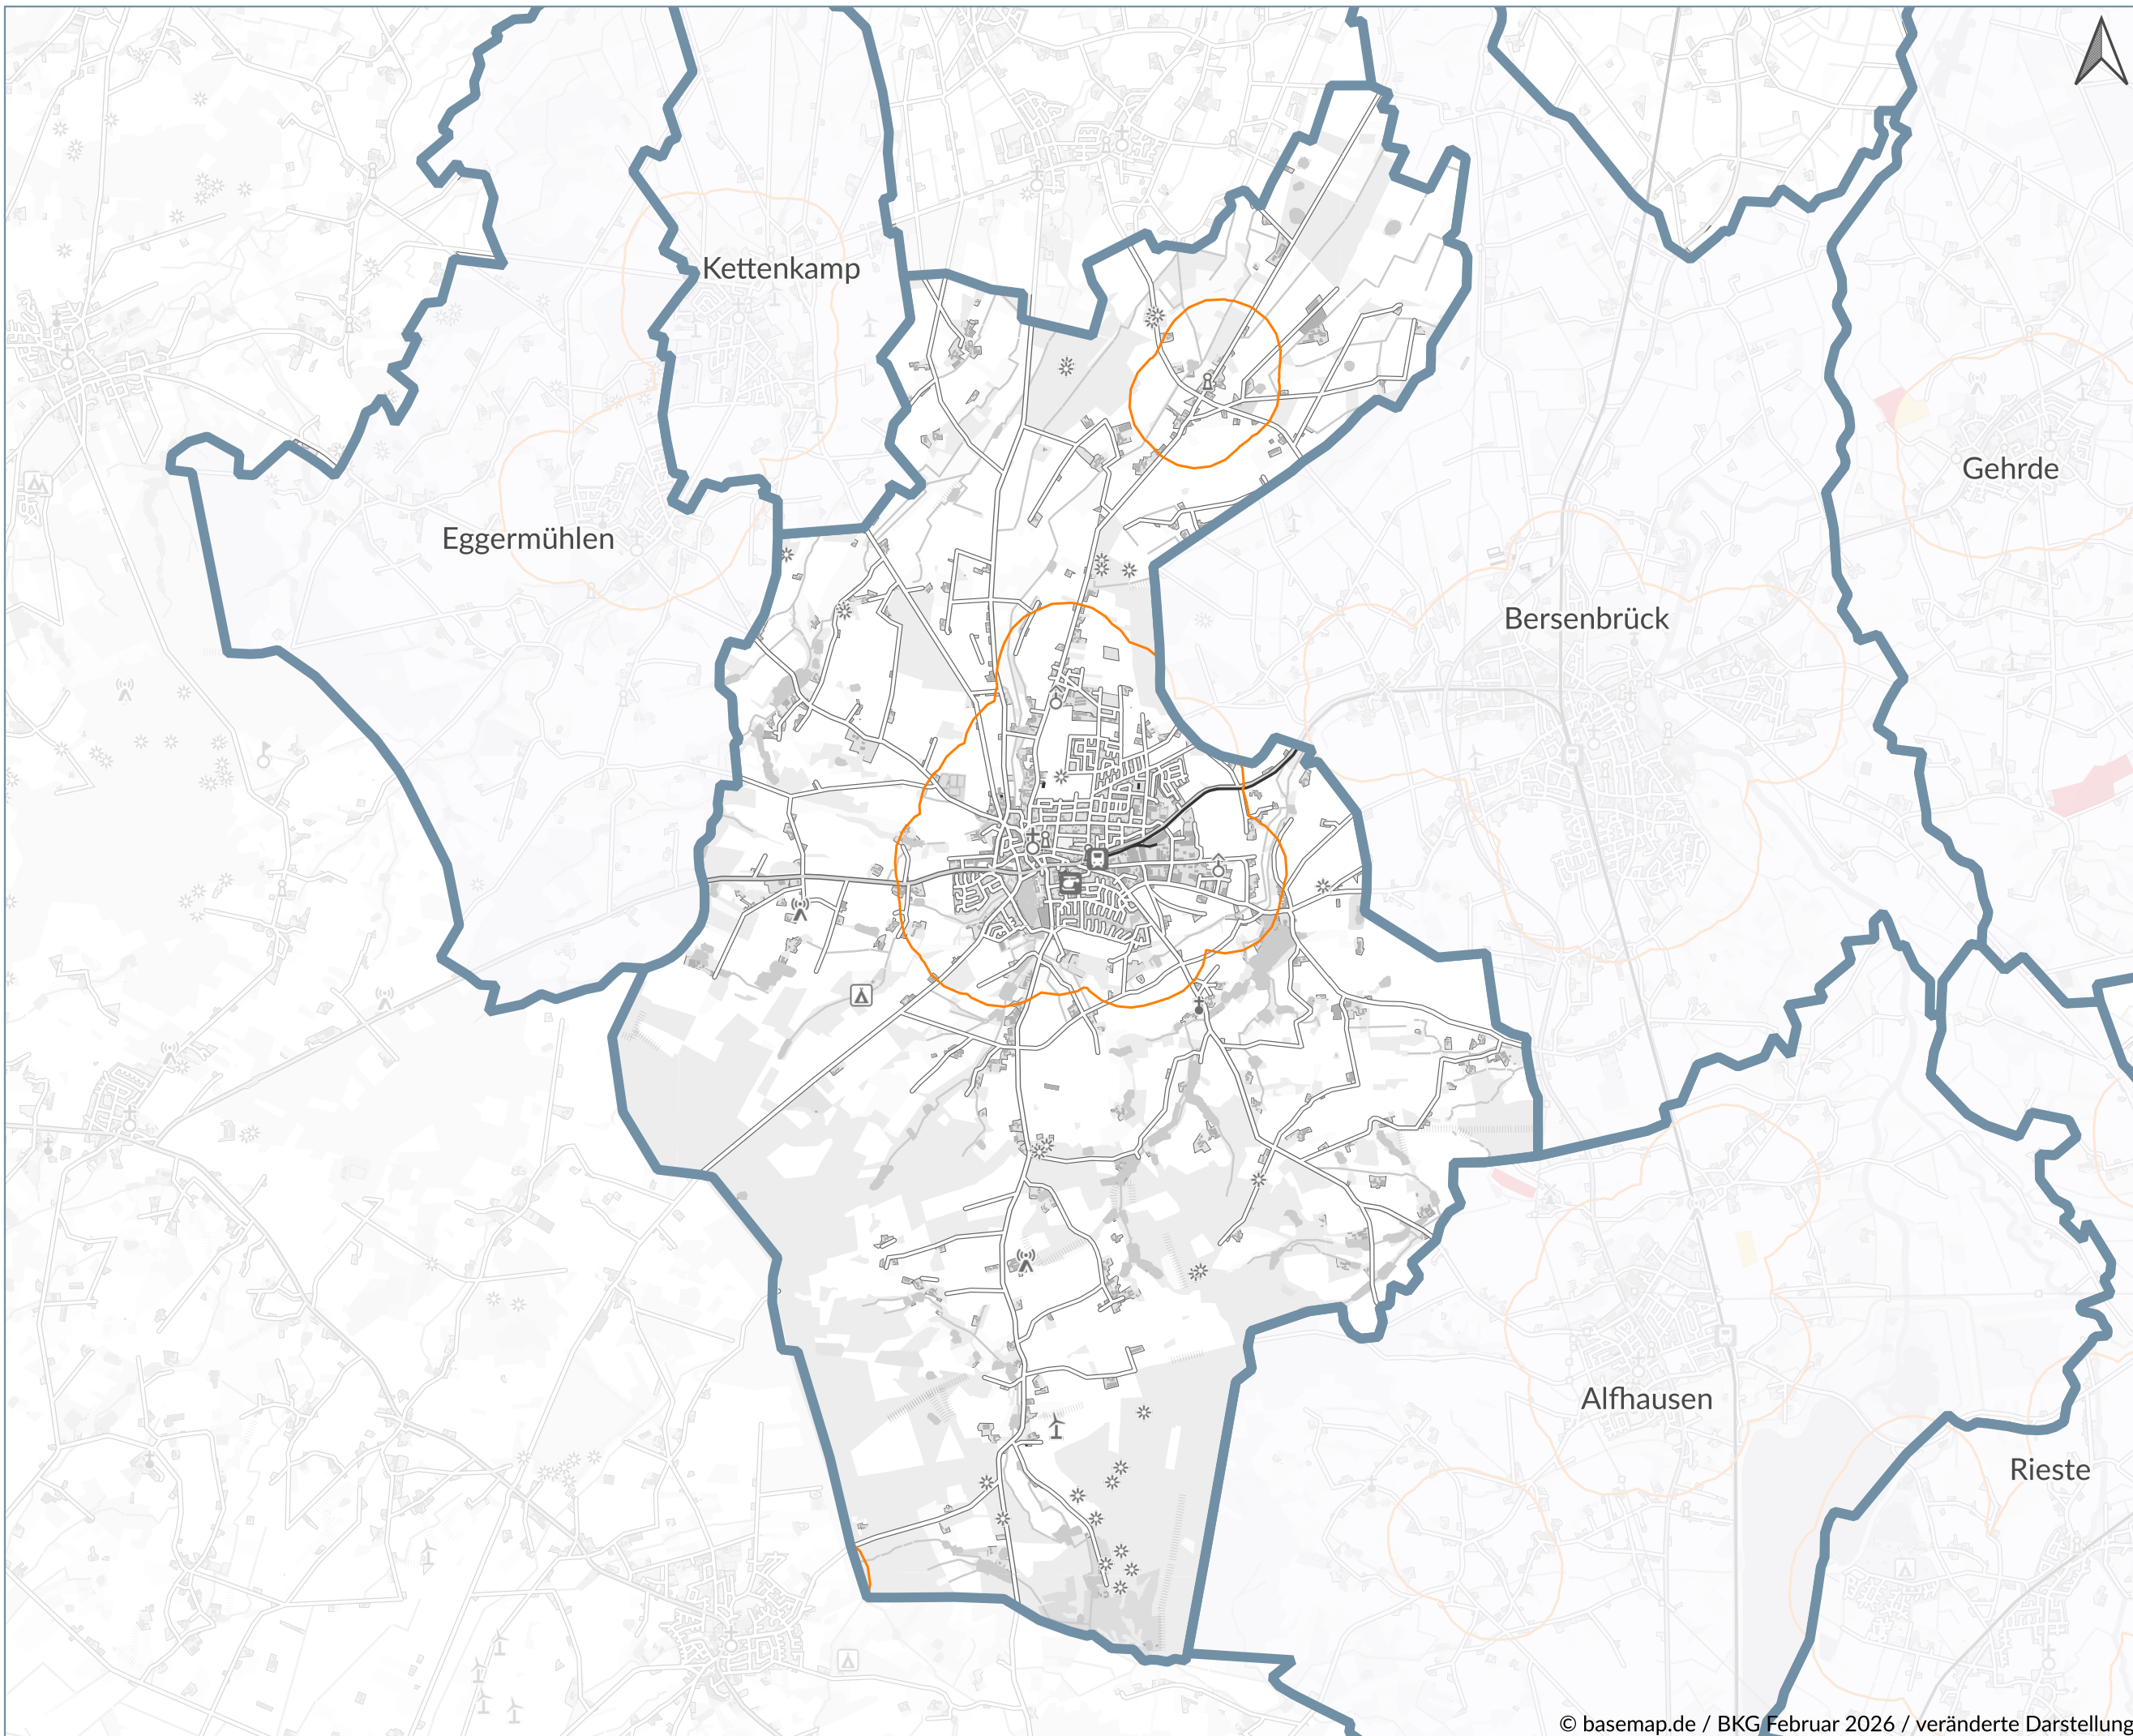 Kettenkamp
Gehrde
Eggermühlen
Bersenbrück
Alfhausen
Rieste
© basemap.de / BKG Februar 2026 / veränderte Darstellung